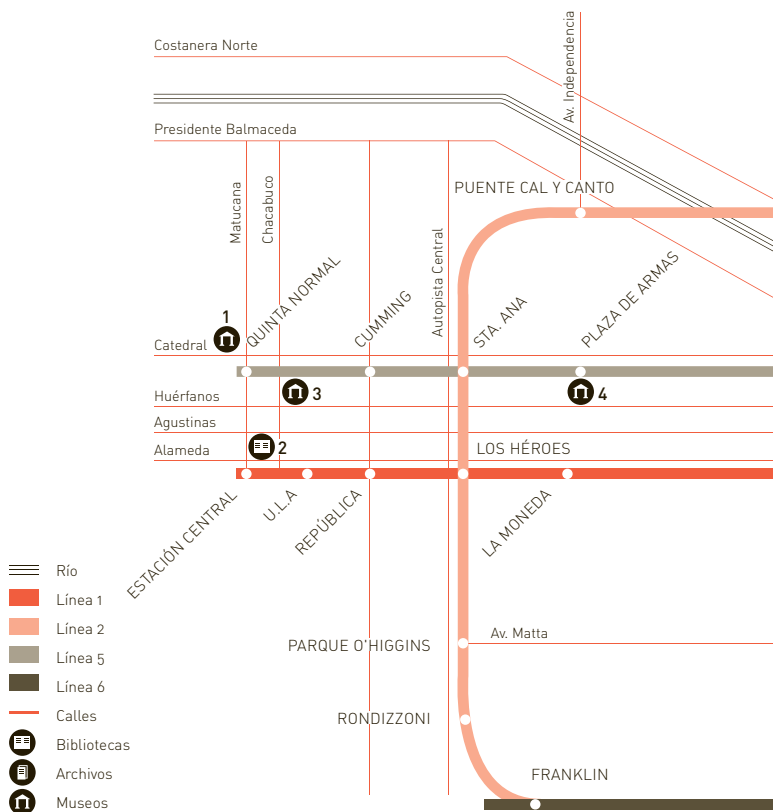 Costanera Norte
Av. Independencia
Presidente Balmaceda
PUENTE CAL Y CANTO
Matucana
Chacabuco
Autopista Central
QUINTA NORMAL
CUMMING
STA. ANA
PLAZA DE ARMAS
1
Catedral
3
4
Huérfanos
Agustinas
Alameda
2
LOS HÉROES
ESTACIÓN CENTRAL
U.L.A
REPÚBLICA
LA MONEDA
Río
Línea 1
Línea 2
Línea 5
Línea 6
Calles
Bibliotecas
Archivos
Museos
PARQUE O'HIGGINS
Av. Matta
RONDIZZONI
FRANKLIN